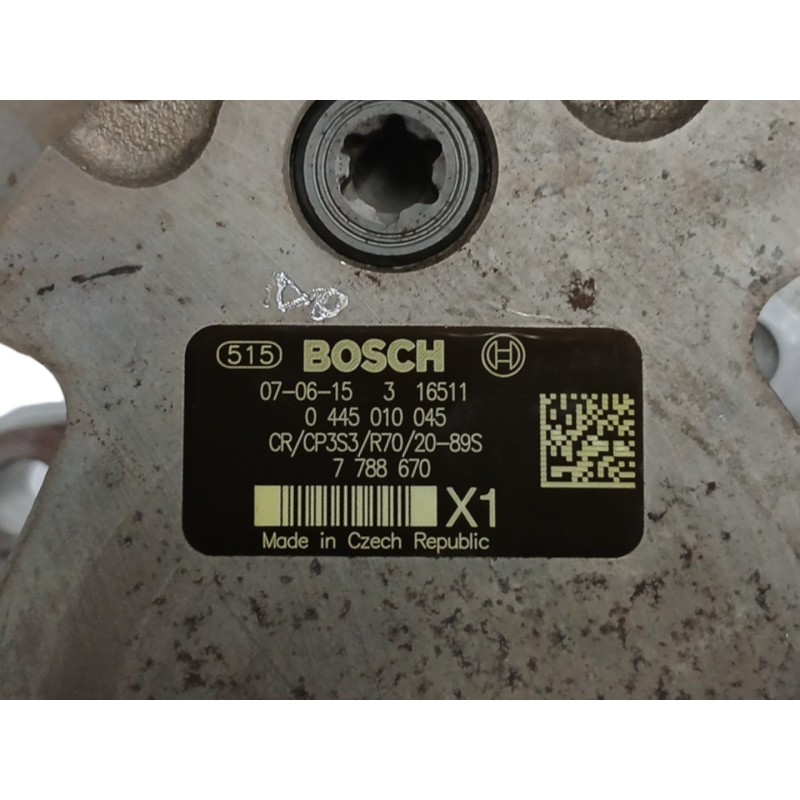 515 BOSCH
07-06-15 3 16511
0 445 010 045
CR/CP3S3/R70/20-89S
7 788 670
X1
Made in Czech Republic